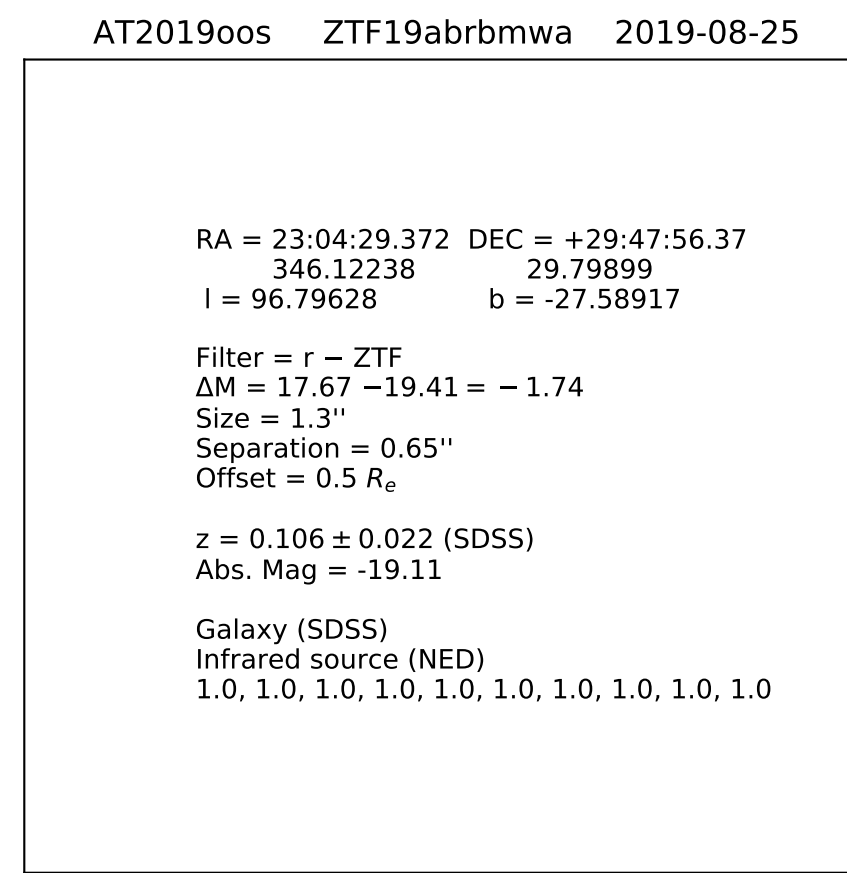 AT2019oos ZTF19abrbmwa 2019-08-25
RA = 23:04:29.372 DEC = +29:47:56.37
346.12238 29.79899
l = 96.79628 b = -27.58917
Filter = r − ZTF
ΔM = 17.67 −19.41 = − 1.74
Size = 1.3''
Separation = 0.65''
Offset = 0.5 Re
z = 0.106 ± 0.022 (SDSS)
Abs. Mag = -19.11
Galaxy (SDSS)
Infrared source (NED)
1.0, 1.0, 1.0, 1.0, 1.0, 1.0, 1.0, 1.0, 1.0, 1.0